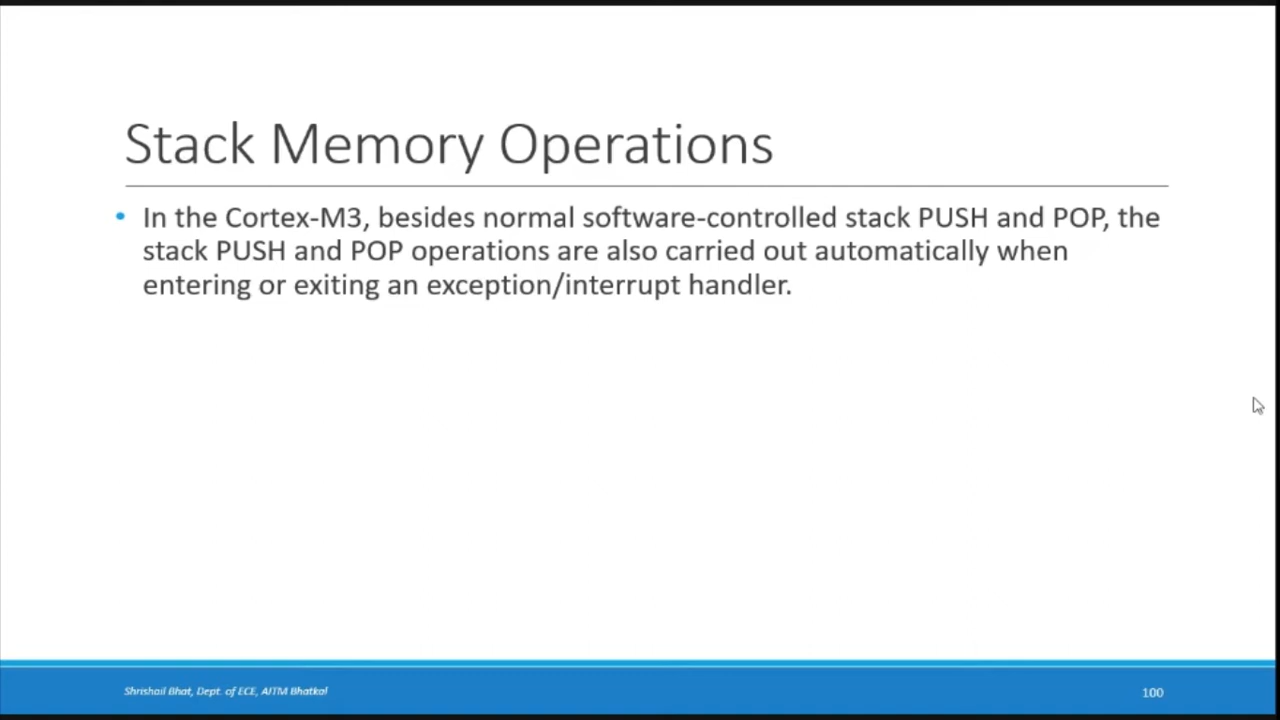 Stack Memory Operations
• In the Cortex-M3, besides normal software-controlled stack PUSH and POP, the
stack PUSH and POP operations are also carried out automatically when
entering or exiting an exception/interrupt handler.
Shrishail Bhat, Dept. of ECE, AITM Bhatkal
100